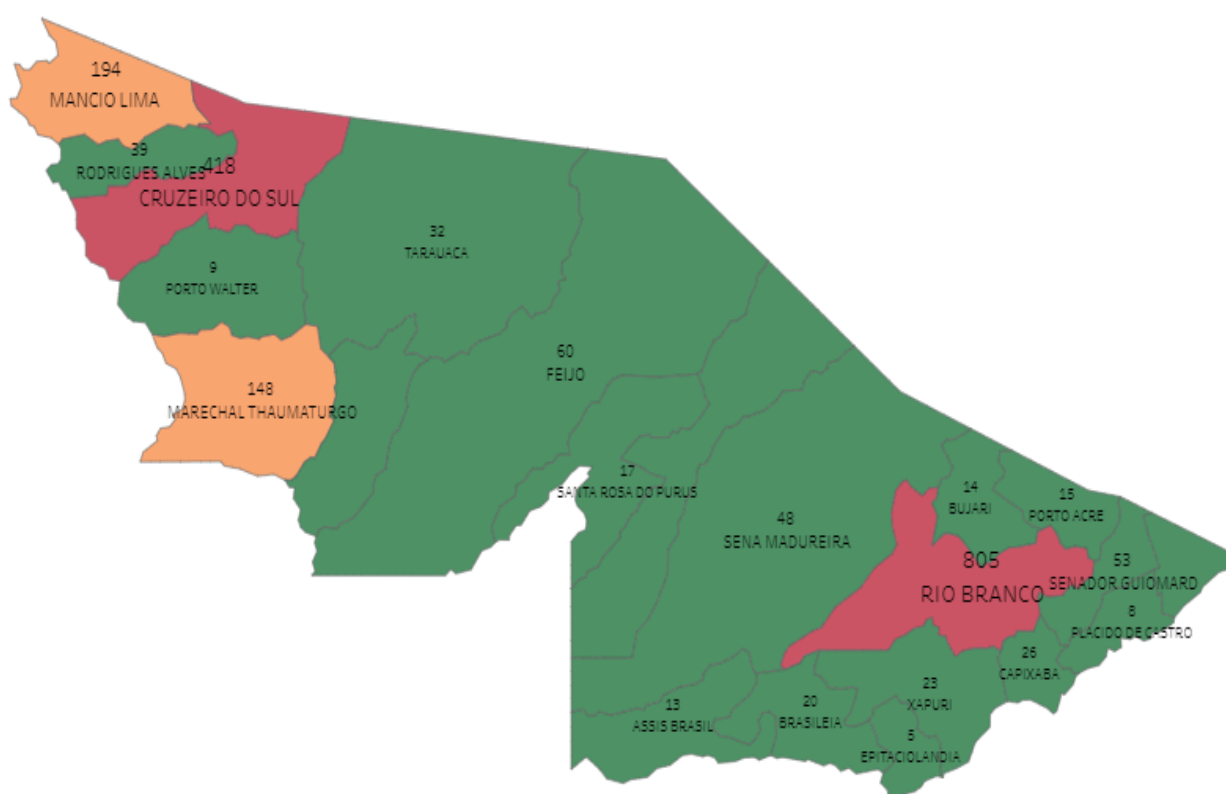 194
MANCIO LIMA
39
RODRIGUES ALVES
418
CRUZEIRO DO SUL
32
TARAUACA
9
PORTO WALTER
60
FEIJO
148
MARECHAL THAUMATURGO
17
SANTA ROSA DO PURUS
48
SENA MADUREIRA
14
BUJARI
15
PORTO ACRE
805
RIO BRANCO
53
SENADOR GUIOMARD
8
PLACIDO DE CASTRO
26
CAPIXABA
23
XAPURI
20
BRASILEIA
13
ASSIS BRASIL
5
EPITACIOLANDIA